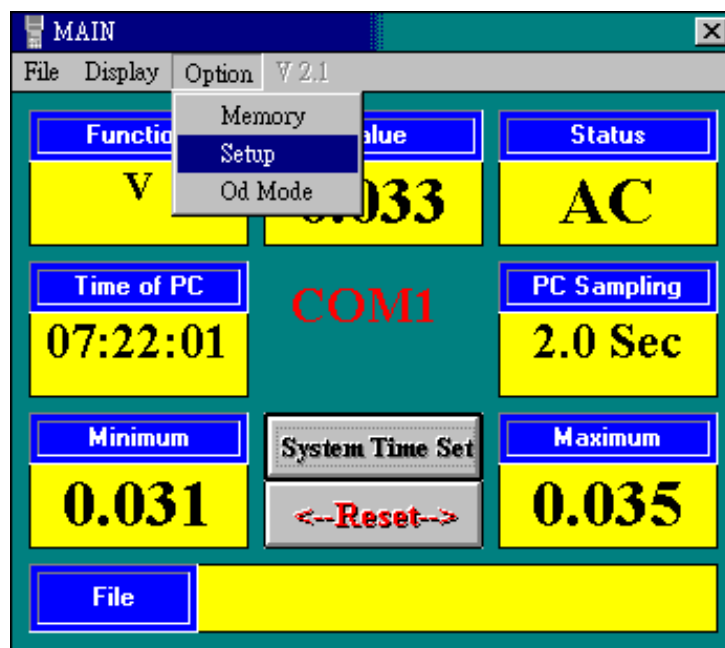 MAIN
File Display Option V 2.1
Memory
Setup
Od Mode
Status
V
AC
Time of PC
COM1
PC Sampling
07:22:01
2.0 Sec
Minimum
System Time Set
Maximum
0.031
<--Reset-->
0.035
File